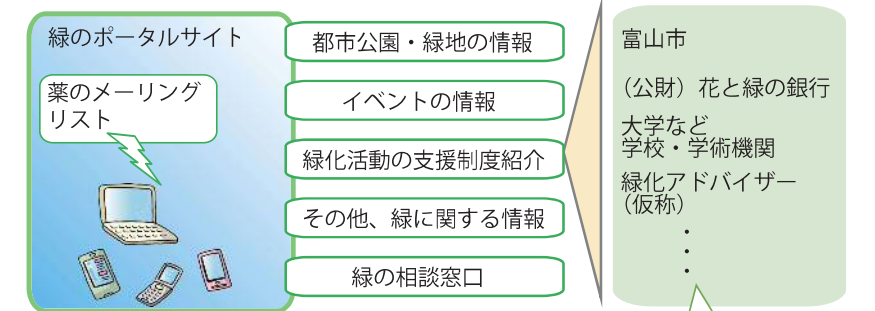 緑のポータルサイト
薬のメーリング
リスト
都市公園・緑地の情報
イベントの情報
緑化活動の支援制度紹介
その他、緑に関する情報
緑の相談窓口
富山市
（公財）花と緑の銀行
大学など
学校・学術機関
緑化アドバイザー
（仮称）
・
・
・